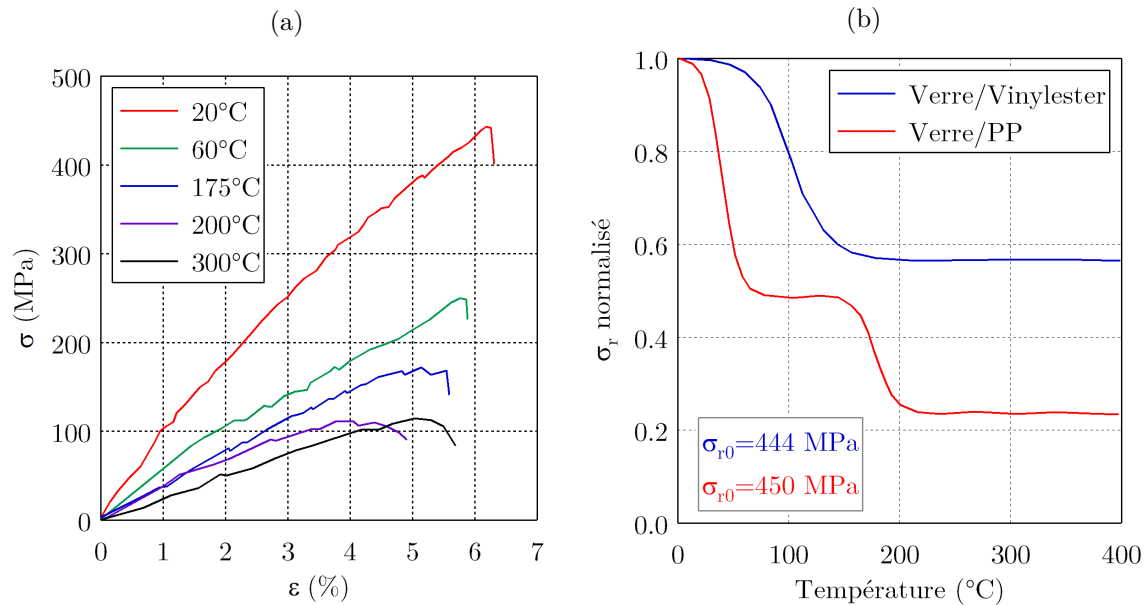 (a)
500
400
300
200
100
0
σ (MPa)
20°C
60°C
175°C
200°C
300°C
0 1 2 3 4 5 6 7
ε (%)
(b)
1.0
0.8
0.6
0.4
0.2
0.0
σr normalisé
Verre/Vinylester
Verre/PP
σr0=444 MPa
σr0=450 MPa
0 100 200 300 400
Température (°C)